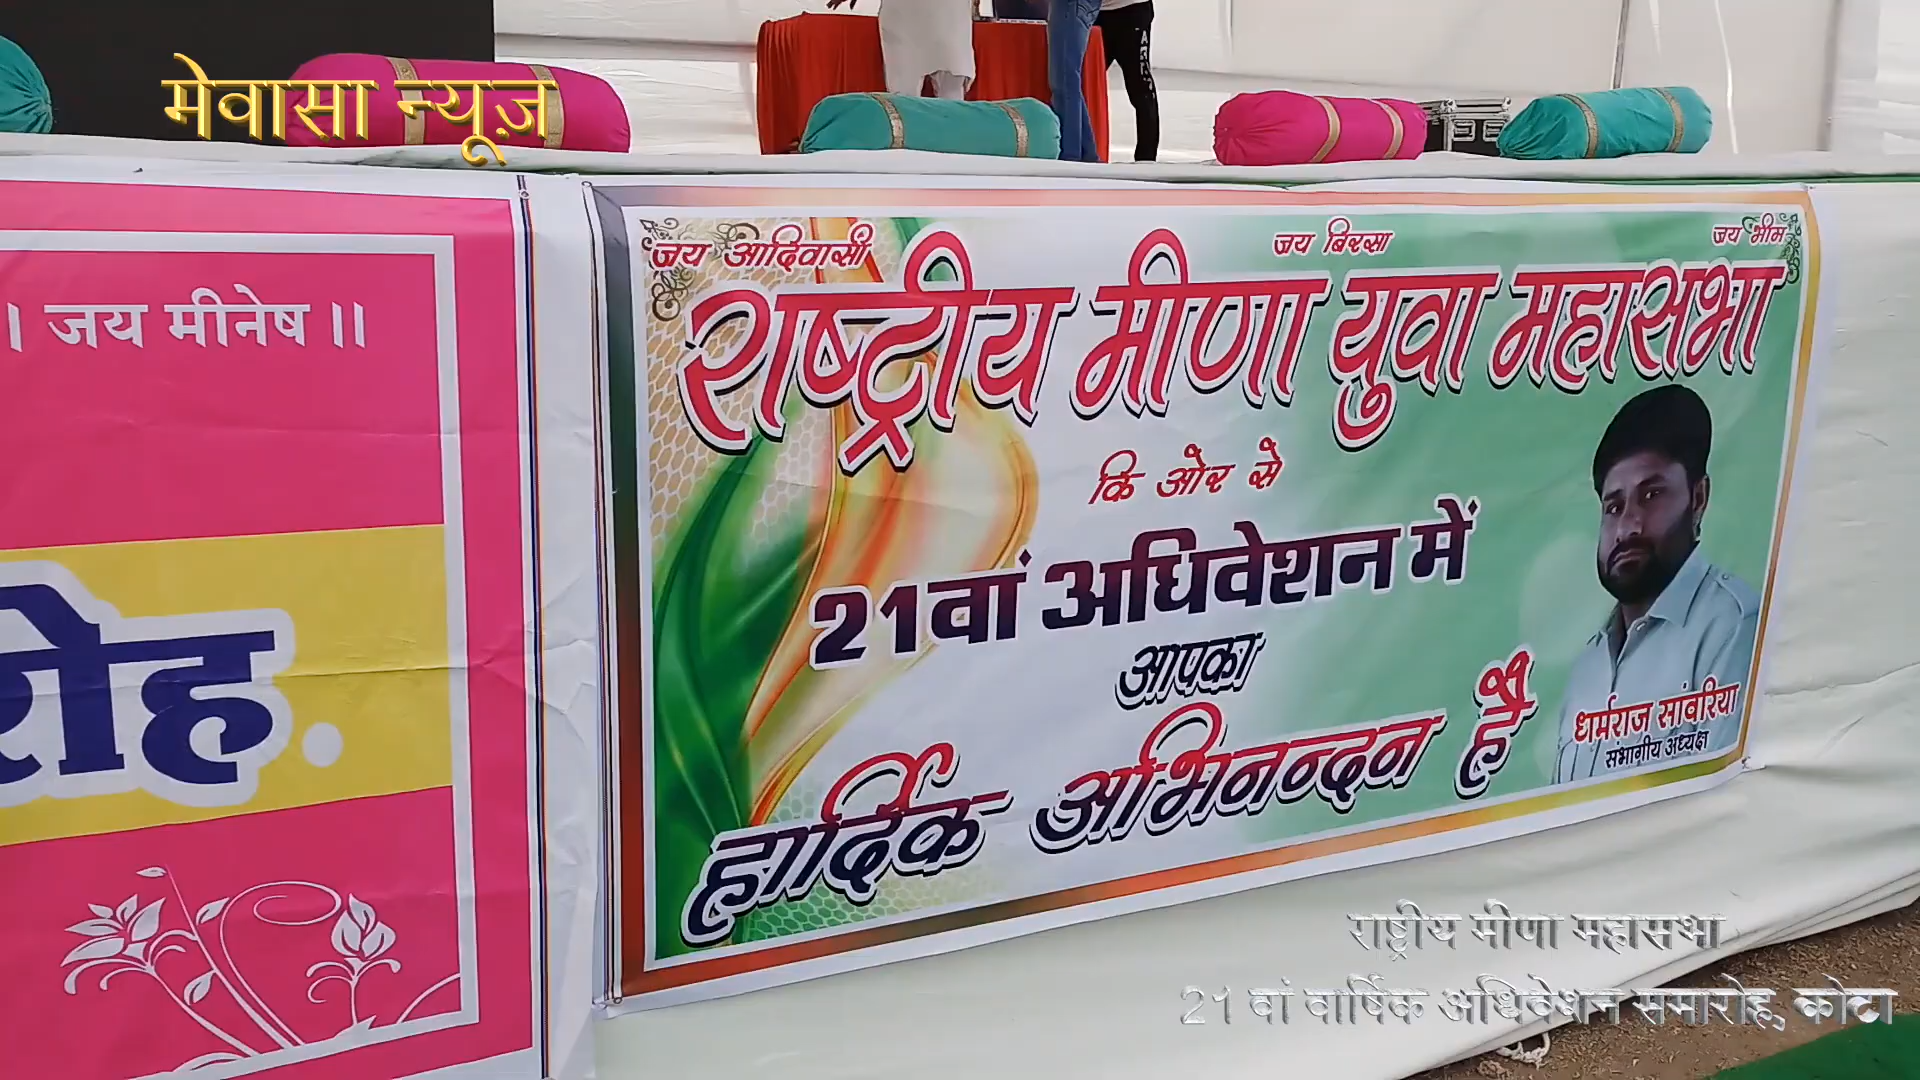 मेवासा न्यूज़
। जय मीनेष ।।
रोह.
जय आदिवासी
जय बिरसा
जय भीम
राष्ट्रीय मीणा युवा महासभा
कि ओर से
21वां अधिवेशन में
आपका
हार्दिक अभिनन्दन है
धर्मराज सांवरिया
संभागीय अध्यक्ष
राष्ट्रीय मीणा महासभा
21 वां वार्षिक अधिवेशन समारोह, कोटा